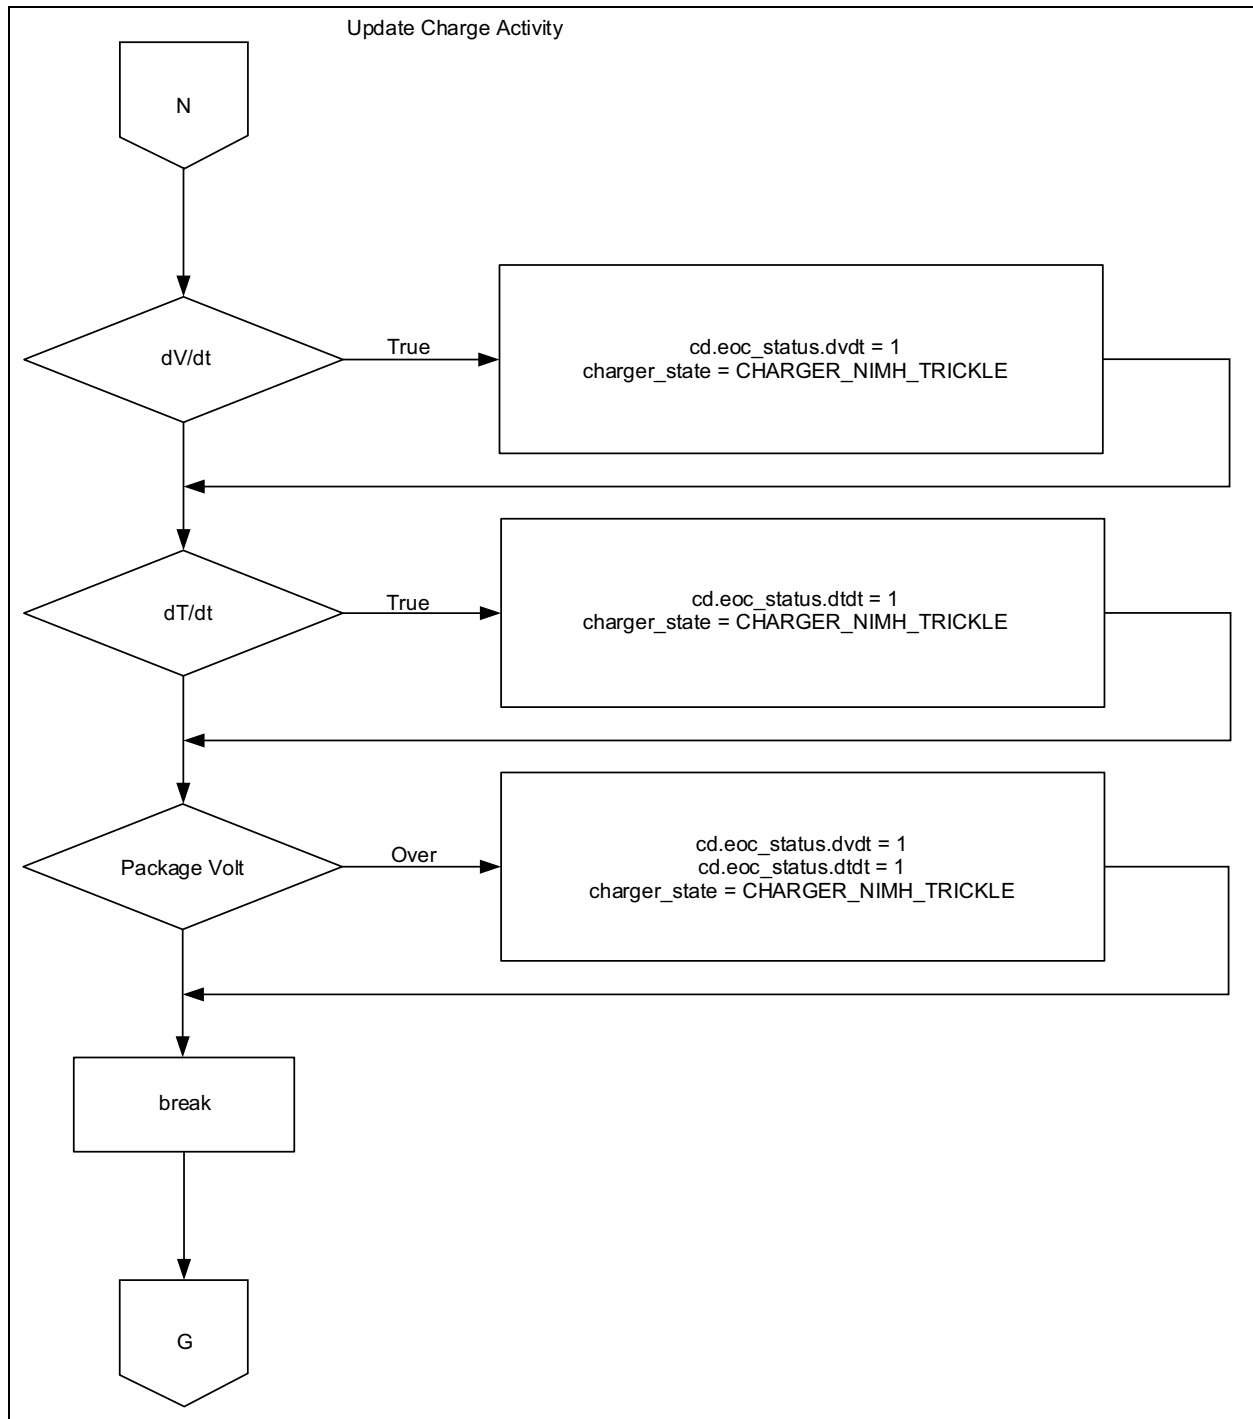 Update Charge Activity
N
dV/dt
True
cd.eoc_status.dvdt = 1
charger_state = CHARGER_NIMH_TRICKLE
dT/dt
True
cd.eoc_status.dtdt = 1
charger_state = CHARGER_NIMH_TRICKLE
Package Volt
Over
cd.eoc_status.dvdt = 1
cd.eoc_status.dtdt = 1
charger_state = CHARGER_NIMH_TRICKLE
break
G